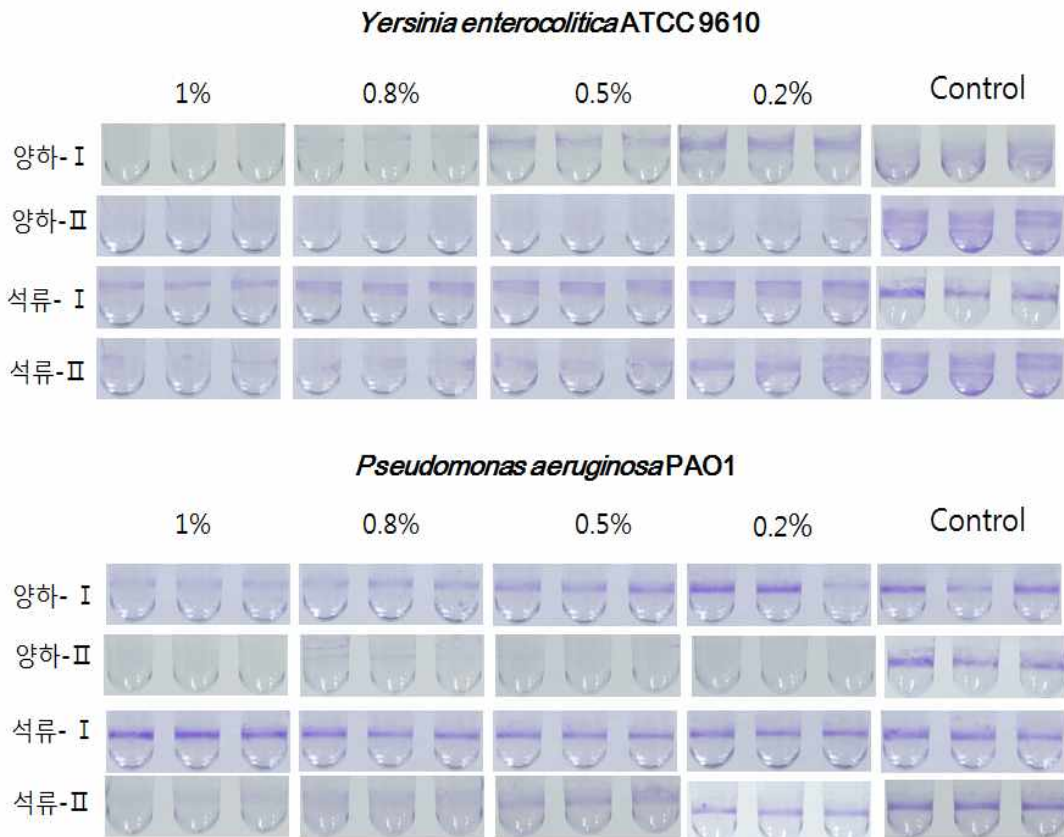 Yersinia enterocolitica ATCC 9610
1% 0.8% 0.5% 0.2% Control
양하-Ⅰ
양하-Ⅱ
석류-Ⅰ
석류-Ⅱ
Pseudomonas aeruginosa PAO1
1% 0.8% 0.5% 0.2% Control
양하-Ⅰ
양하-Ⅱ
석류-Ⅰ
석류-Ⅱ